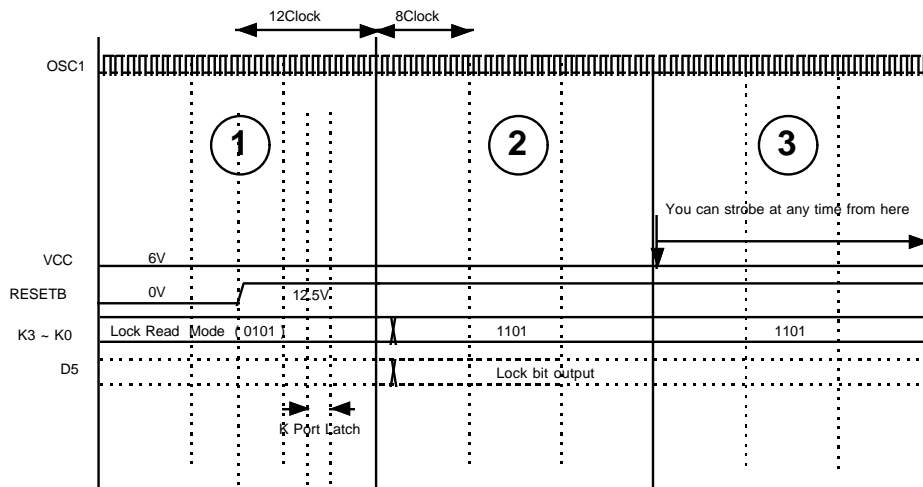 12Clock 8Clock
OSC1
1 2 3
You can strobe at any time from here
VCC 6V
RESETB 0V 12.5V
K3 ~ K0 Lock Read Mode ( 0101 ) 1101 1101
D5 Lock bit output
K Port Latch